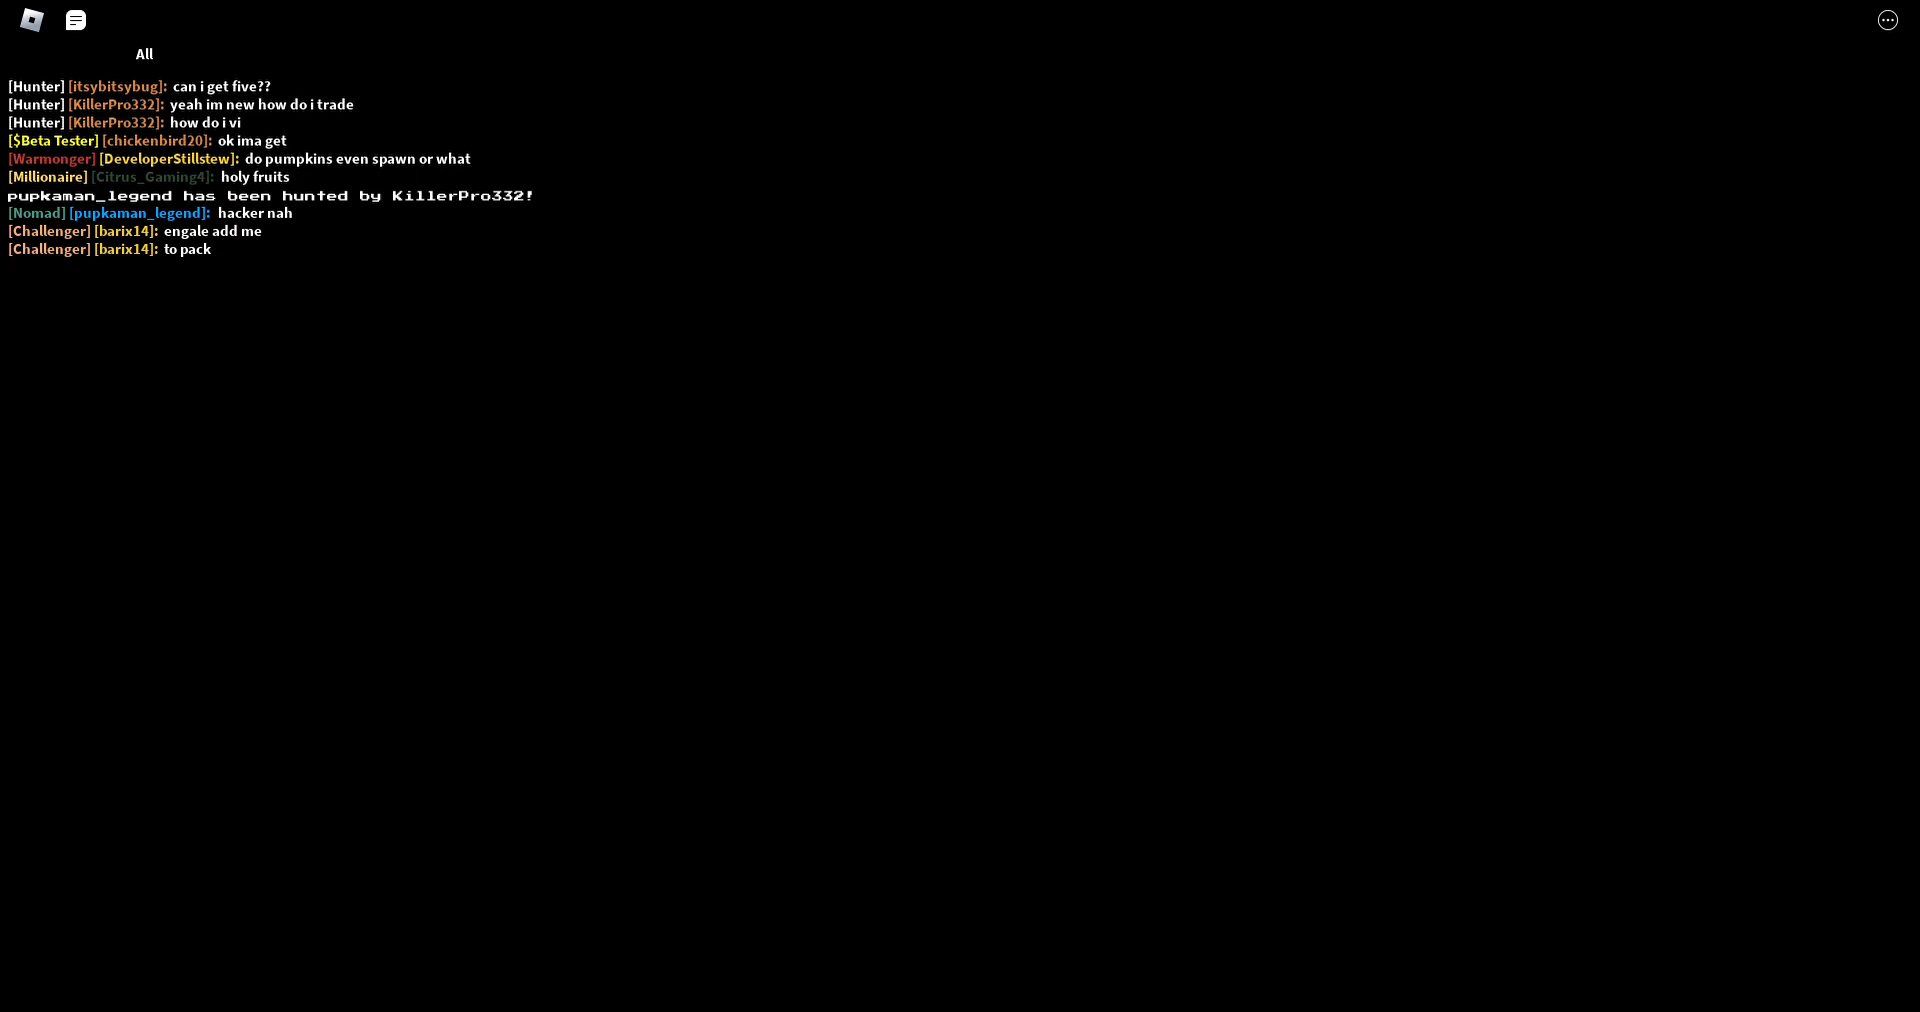 All
[Hunter] [itsybitsybug]: can i get five??
[Hunter] [KillerPro332]: yeah im new how do i trade
[Hunter] [KillerPro332]: how do i vi
[$Beta Tester] [chickenbird20]: ok ima get
[Warmonger] [DeveloperStillstew]: do pumpkins even spawn or what
[Millionaire] [Citrus_Gaming4]: holy fruits
pupkaman_legend has been hunted by KillerPro332!
[Nomad] [pupkaman_legend]: hacker nah
[Challenger] [barix14]: engale add me
[Challenger] [barix14]: to pack